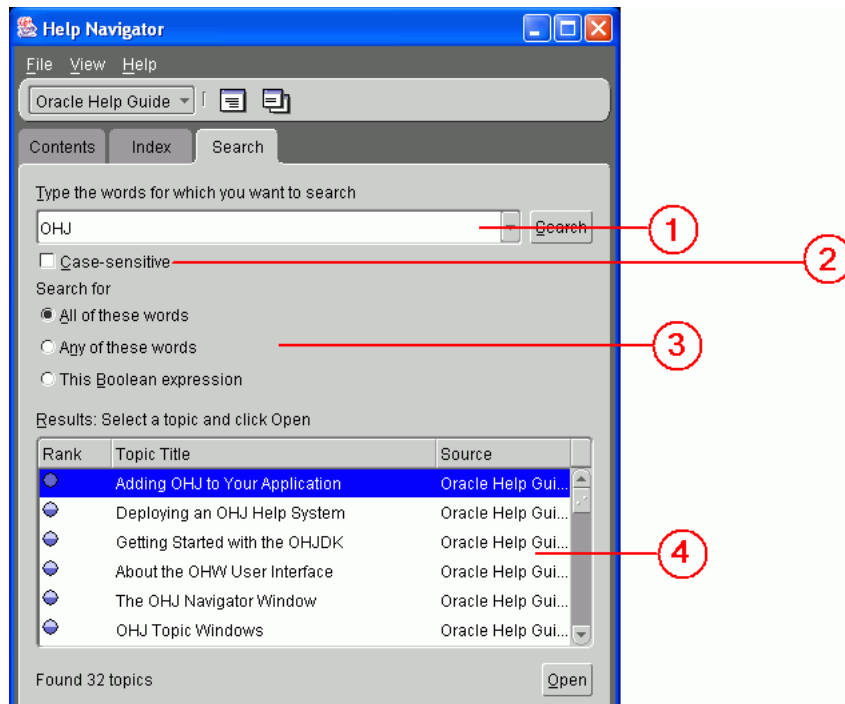 Help Navigator
File View Help
Oracle Help Guide
Contents Index Search
Type the words for which you want to search
OHJ Search 1
Case-sensitive 2
Search for
All of these words
Any of these words 3
This Boolean expression
Results: Select a topic and click Open
Rank Topic Title Source
Adding OHJ to Your Application Oracle Help Gui...
Deploying an OHJ Help System Oracle Help Gui...
Getting Started with the OHJDK Oracle Help Gui... 4
About the OHW User Interface Oracle Help Gui...
The OHJ Navigator Window Oracle Help Gui...
OHJ Topic Windows Oracle Help Gui...
Found 32 topics Open